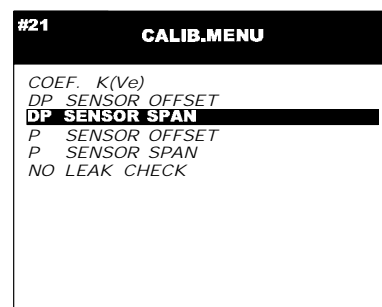 #21
CALIB.MENU
COEF. K(Ve)
DP SENSOR OFFSET
DP SENSOR SPAN
P SENSOR OFFSET
P SENSOR SPAN
NO LEAK CHECK